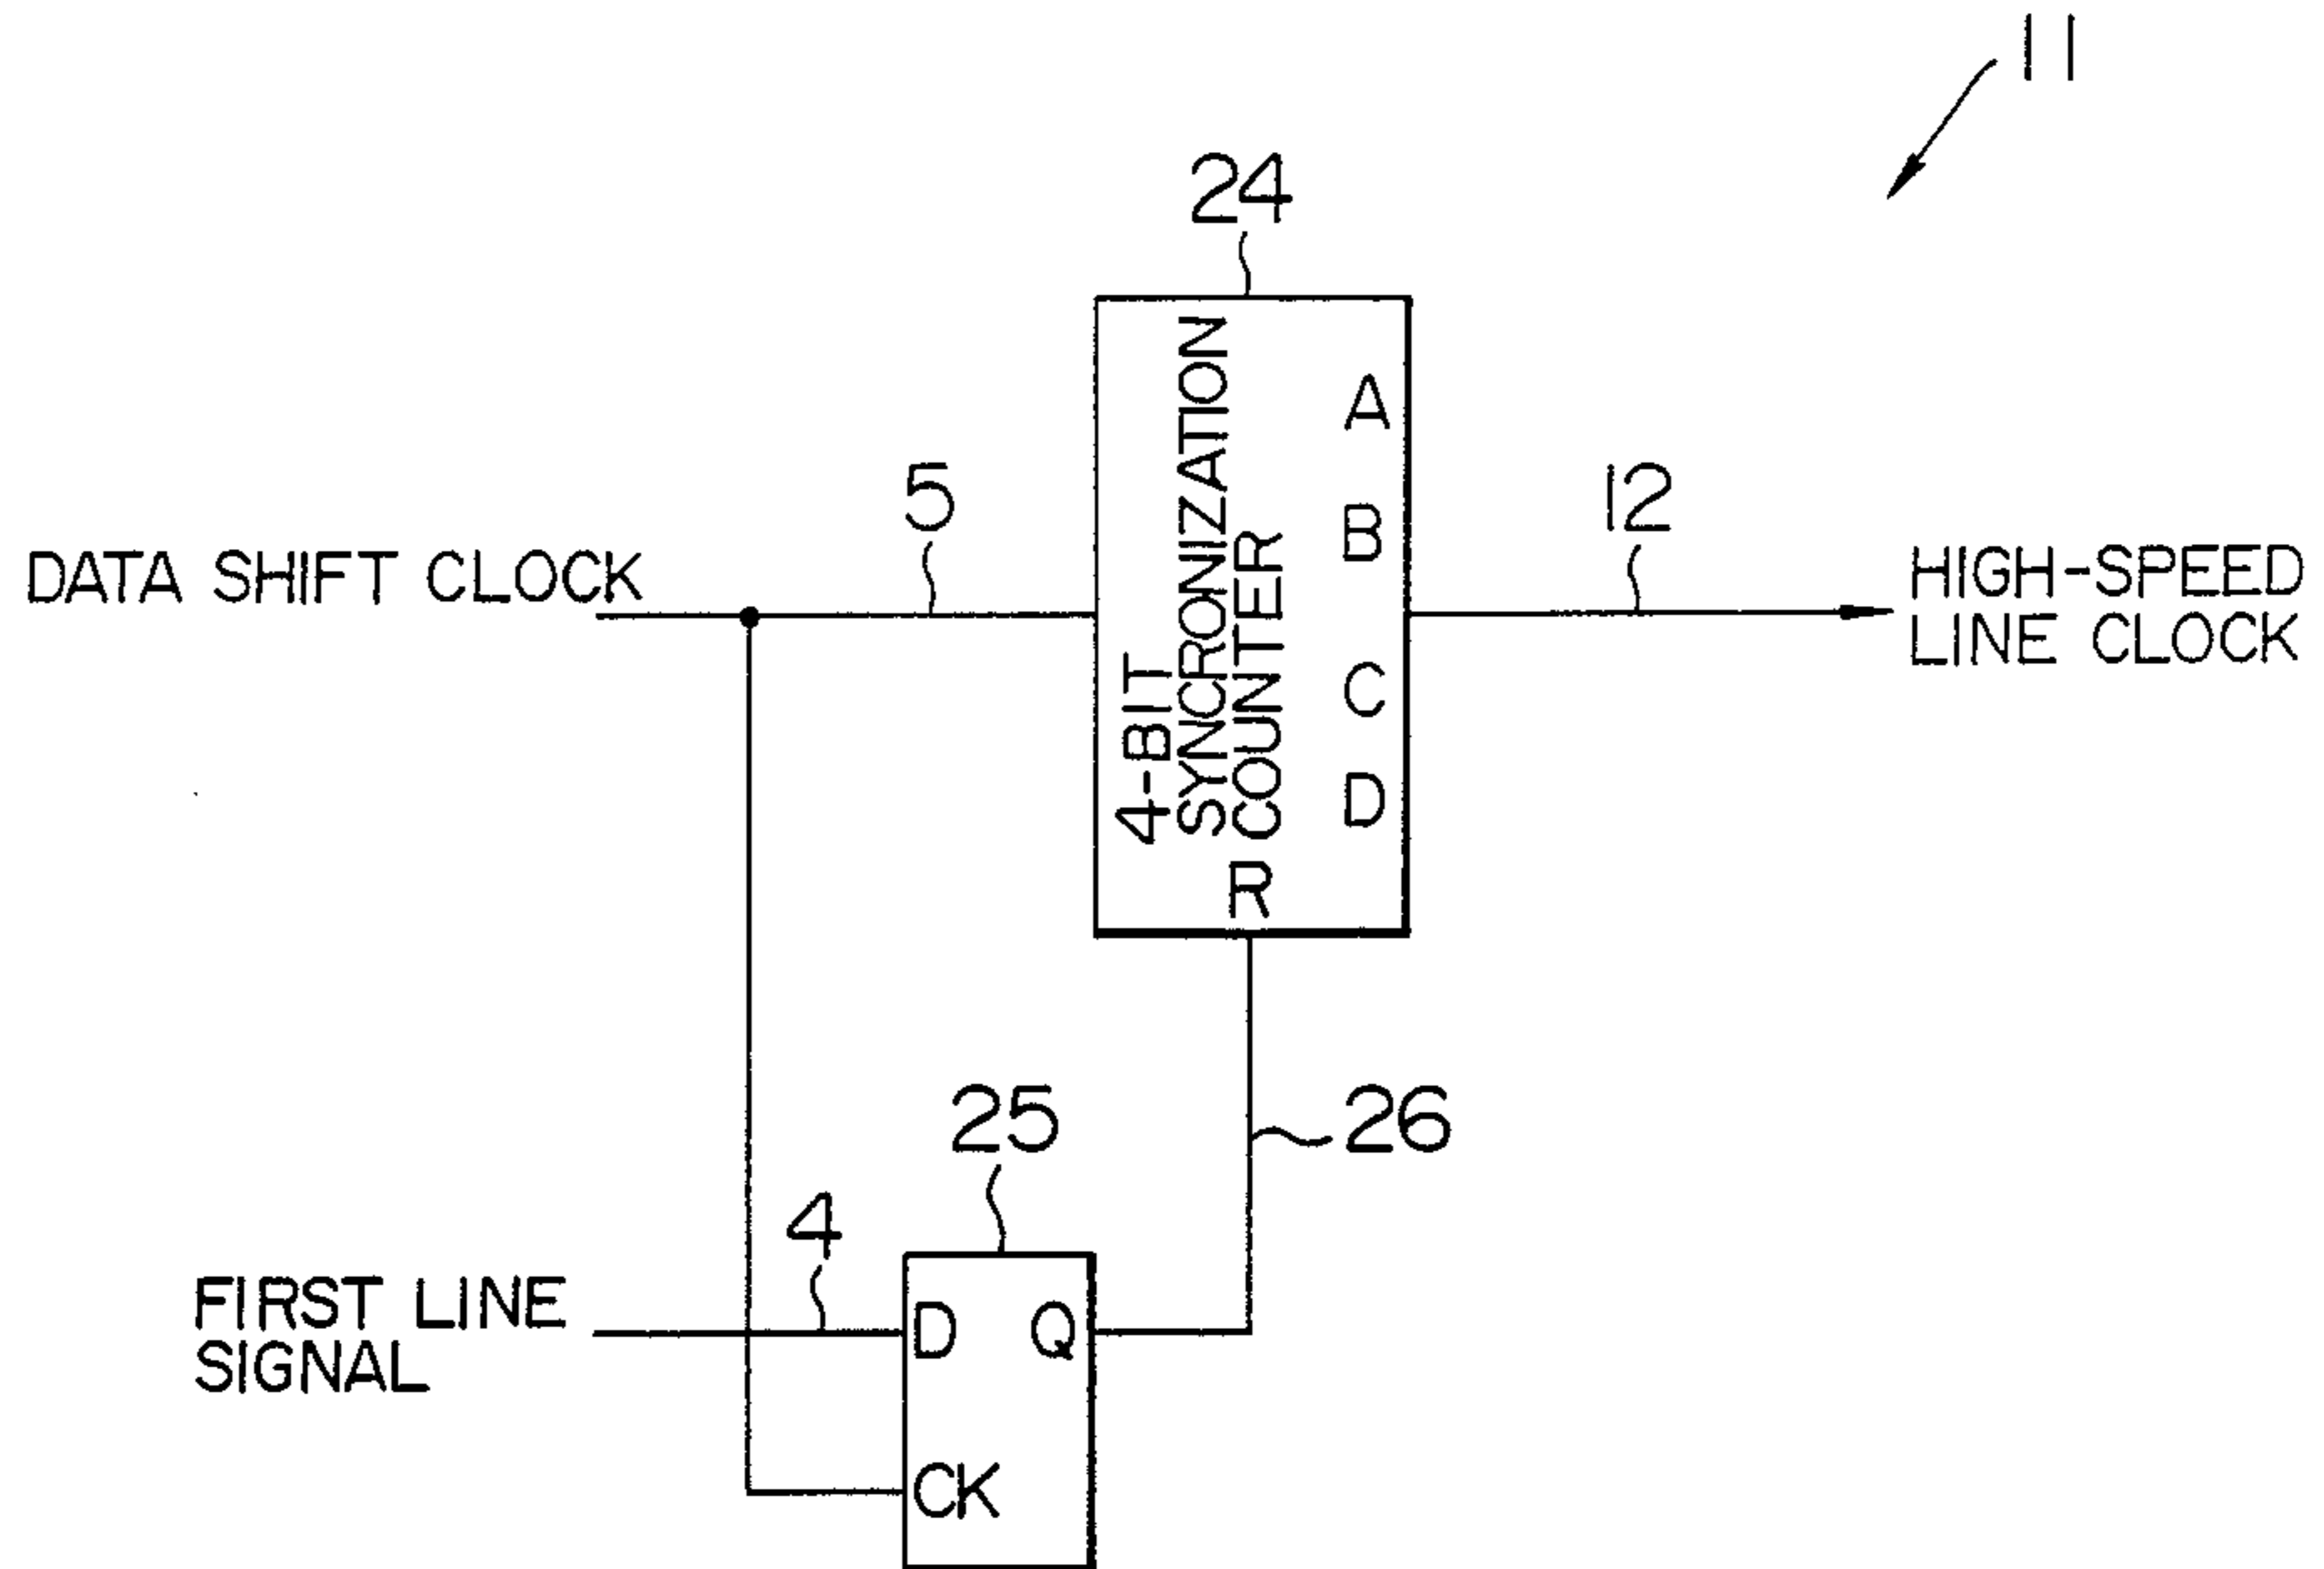 11
24
4-BIT
SYNCRONIZATION
COUNTER
A
B
C
D
R
5
DATA SHIFT CLOCK
12
HIGH-SPEED
LINE CLOCK
25
26
4
FIRST LINE
SIGNAL
D Q
CK